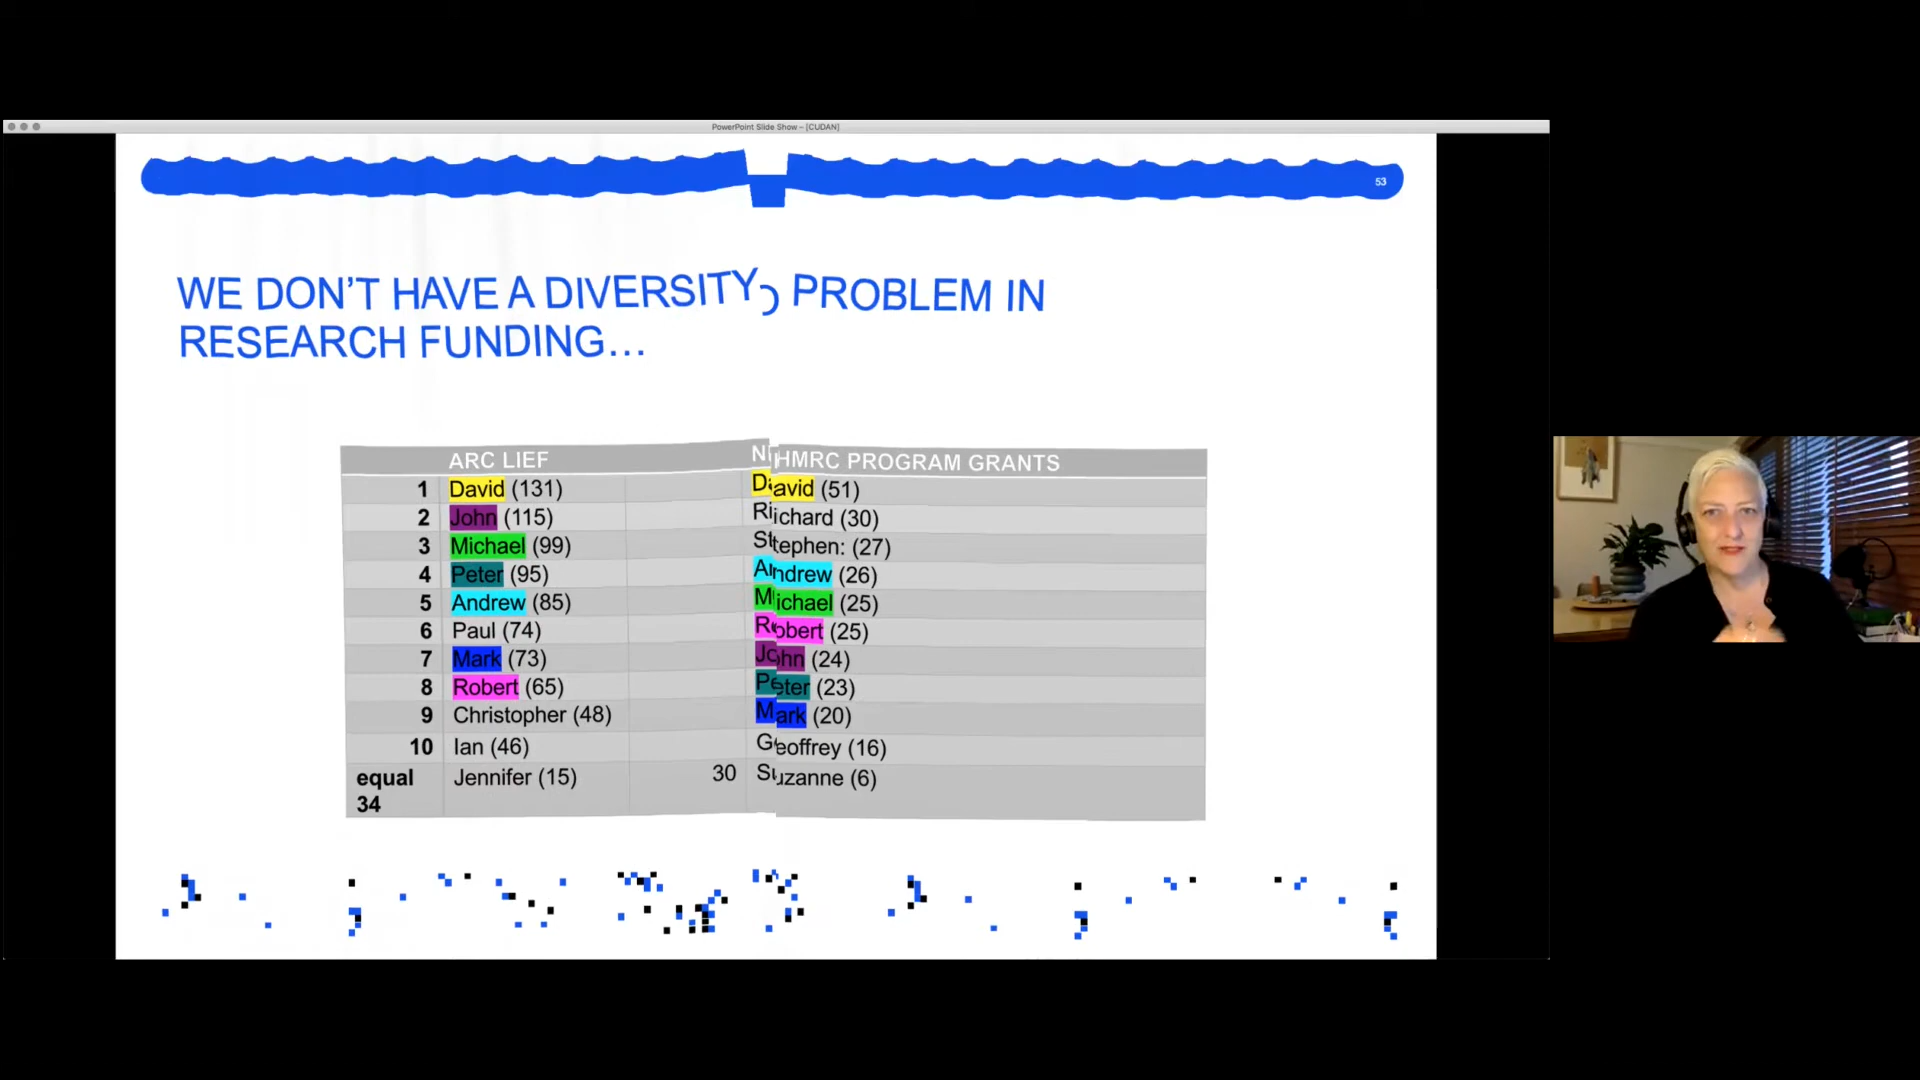 PowerPoint Slide Show – [CUDAN]
53
WE DON'T HAVE A DIVERSITY PROBLEM IN
RESEARCH FUNDING…
ARC LIEF NHMRC PROGRAM GRANTS
1 David (131) David (51)
2 John (115) Richard (30)
3 Michael (99) Stephen: (27)
4 Peter (95) Andrew (26)
5 Andrew (85) Michael (25)
6 Paul (74) Robert (25)
7 Mark (73) John (24)
8 Robert (65) Peter (23)
9 Christopher (48) Mark (20)
10 Ian (46) Geoffrey (16)
equal Jennifer (15) 30 Suzanne (6)
34